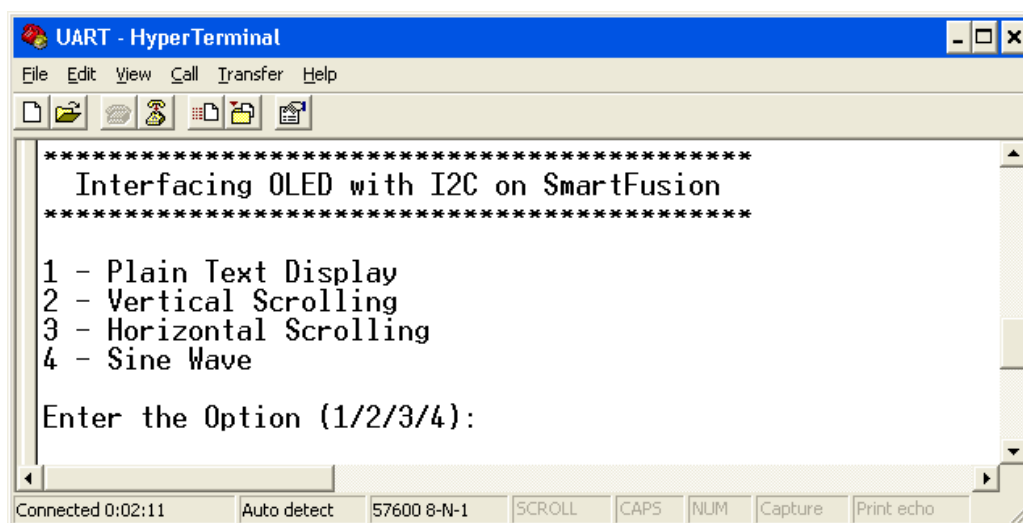 UART - HyperTerminal
File Edit View Call Transfer Help
********************************************
Interfacing OLED with I2C on SmartFusion
********************************************
1 - Plain Text Display
2 - Vertical Scrolling
3 - Horizontal Scrolling
4 - Sine Wave
Enter the Option (1/2/3/4):
Connected 0:02:11 Auto detect 57600 8-N-1 SCROLL CAPS NUM Capture Print echo